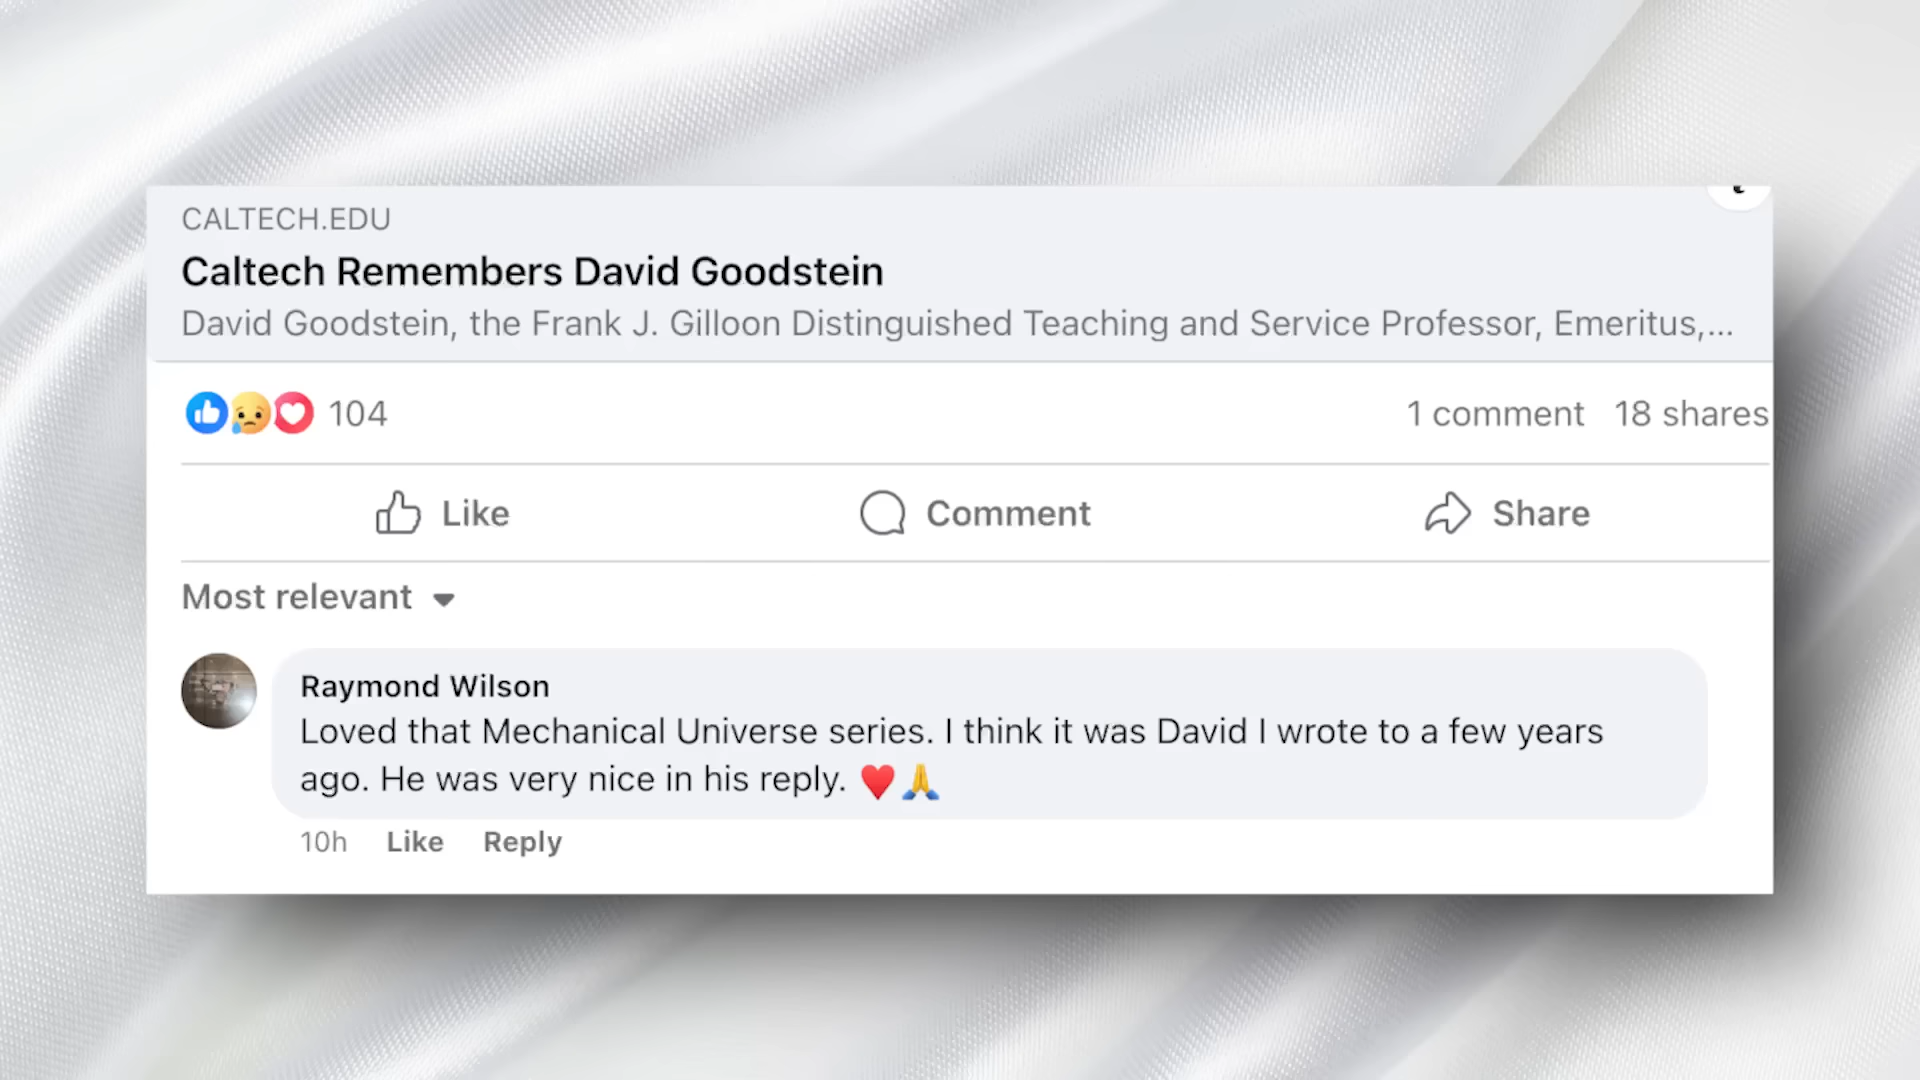 CALTECH.EDU
Caltech Remembers David Goodstein
David Goodstein, the Frank J. Gilloon Distinguished Teaching and Service Professor, Emeritus,...
104
1 comment 18 shares
Like Comment Share
Most relevant
Raymond Wilson
Loved that Mechanical Universe series. I think it was David I wrote to a few years
ago. He was very nice in his reply. ❤️🙏
10h Like Reply